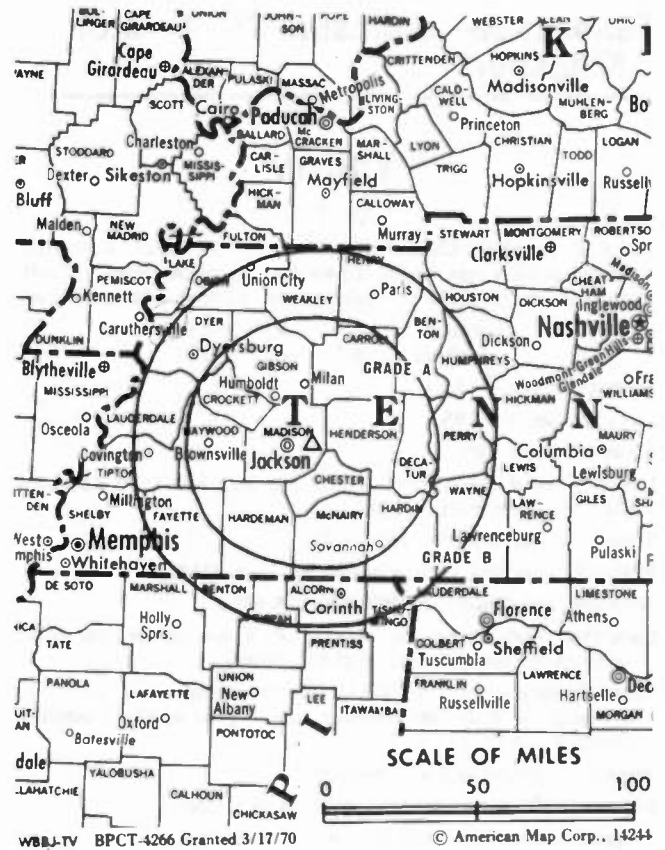 BOL- LINGER
CAPE GIRARDEAU
UNION
JOHN- SON
POPE
HARDIN
WEBSTER
OHIO
Cape Girardeau
ALEXAN- DER
PULASKI
MASSAC
Metropolis
CRITTENDEN
HOPKINS
K
Madisonville
SCOTT
Cairo
Paducah
LIVING- STON
CALD- WELL
MUHLEN- BERG
BALLARD
Mc CRACKEN
Princeton
Charleston
STODDARD
Dexter
Sikeston
MISSIS- SIPPI
CAR- LISLE
GRAVES
MAR- SHALL
LYON
TRIGG
CHRISTIAN
TODD
LOGAN
Bluff
HICK- MAN
Mayfield
Hopkinsville
Russellv
Malden
NEW MADRID
CALLOWAY
Murray
FULTON
STEWART
MONTGOMERY
ROBERTSO
Clarksville
Spr
LAKE
OBION
Union City
HENRY
PEMISCOT
Kennett
WEAKLEY
Paris
HOUSTON
CHEAT HAM
Madison
Inglewood
DICKSON
Caruthersville
DYER
BEN- TON
Nashville
DUNKLIN
Dyersburg
CARROLL
Dickson
GIBSON
GRADE A
HUMPHREYS
Blytheville
Humboldt
Milan
Woodmont
Green Hills
Glendale
MISSISSIPPI
CROCKETT
T E N N
HICKMAN
WILLIAMS
Osceola
LAUDERDALE
HAYWOOD
MADISON
HENDERSON
PERRY
MAURY
Covington
Brownsville
Jackson
Columbia
TIPTON
DECA- TUR
LEWIS
Lewisburg
CHESTER
Millington
SHELBY
FAYETTE
HARDEMAN
McNAIRY
HARDIN
WAYNE
LAW- RENCE
GILES
Memphis
Savannah
Lawrenceburg
Whitehaven
GRADE B
Pulaski
DE SOTO
MARSHALL
BENTON
ALCORN
LAUDERDALE
LIMESTONE
Corinth
TISHO- MINGO
Florence
Athens
Holly Sprs.
PRENTISS
TATE
COLBERT
Sheffield
Tuscumbia
PANOLA
UNION
LAWRENCE
LAFAYETTE
New Albany
LEE
FRANKLIN
Russellville
Hartselle
Oxford
ITAWAMBA
MORGAN
Batesville
PONTOTOC
P I
SCALE OF MILES
YALOBUSHA
0 50 100
CALHOUN
CHICKASAW
WBBJ-TV BPCT-4266 Granted 3/17/70
© American Map Corp., 14244